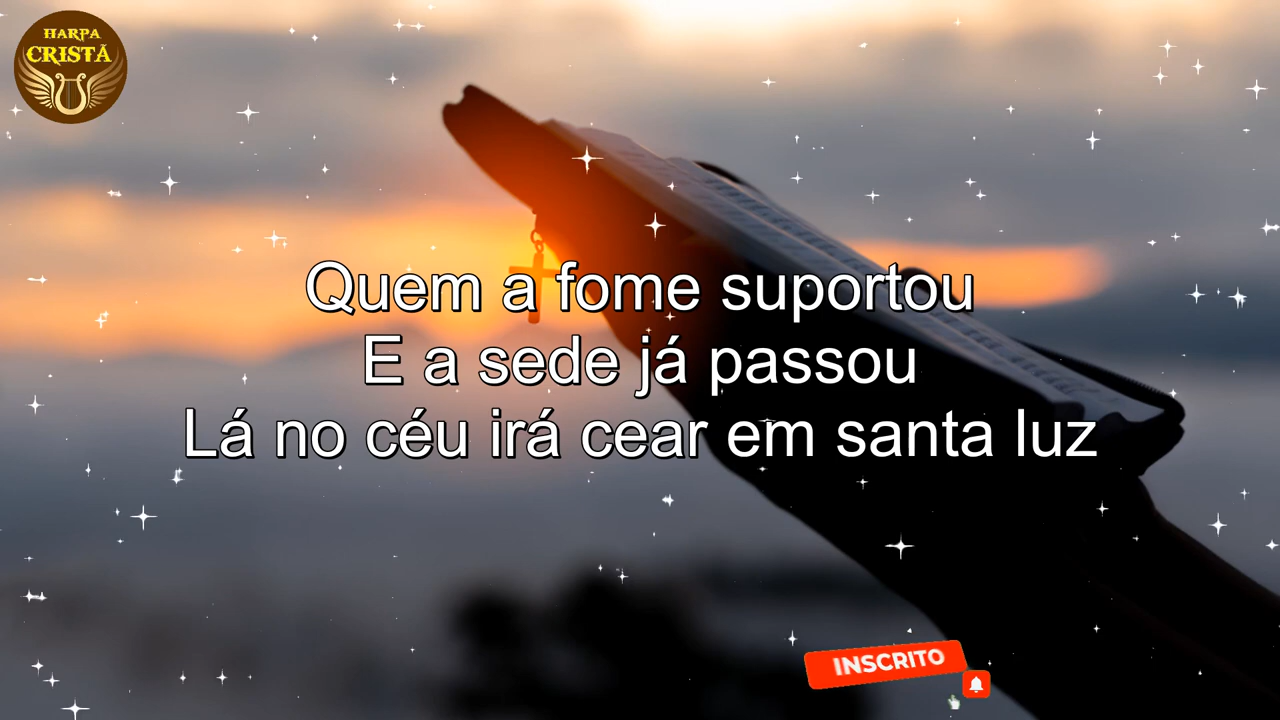 HARPA
CRISTÃ
Quem a fome suportou
E a sede já passou
Lá no céu irá cear em santa luz
INSCRITO